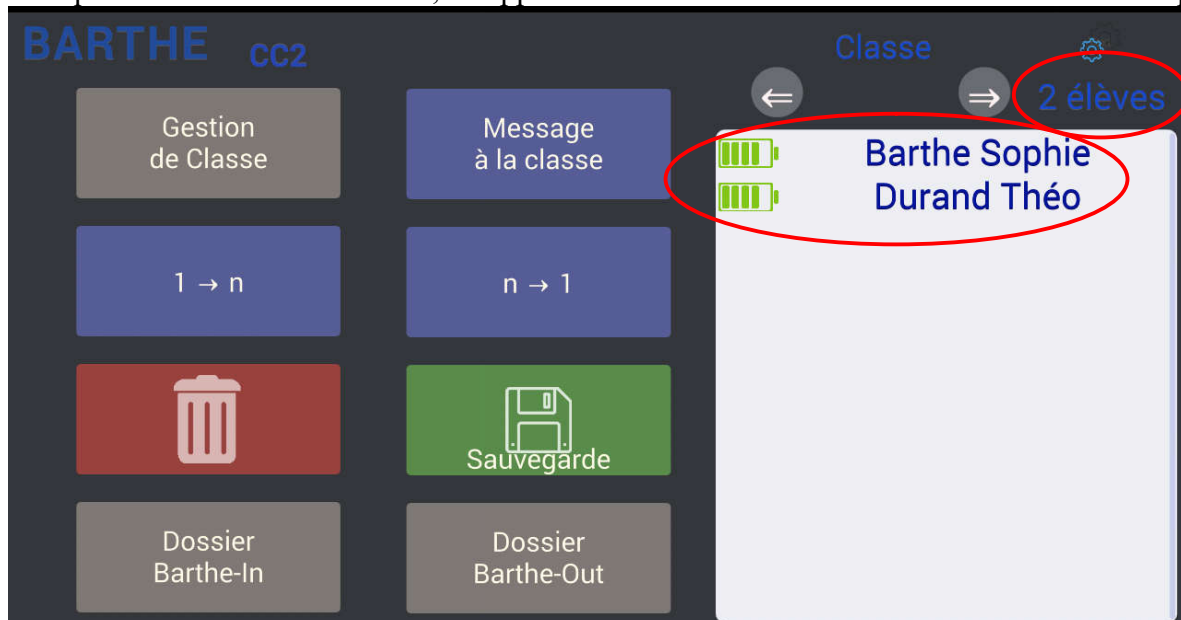 BARTHE CC2
Classe
2 élèves
Gestion
de Classe
Message
à la classe
Barthe Sophie
Durand Théo
1 → n
n → 1
Sauvegarde
Dossier
Barthe-In
Dossier
Barthe-Out